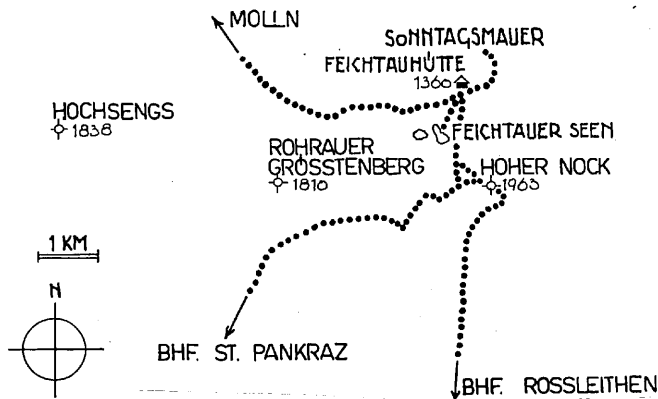 MOLLN
SONNTAGSMAUER
FEICHTAUHÜTTE
1360
HOCHSENGS
1838
FEICHTAUER SEEN
ROHRAUER
GRÖSSTENBERG
1810
HOHER NOCK
1963
1 KM
N
BHF. ST. PANKRAZ
BHF. ROSSLEITHEN